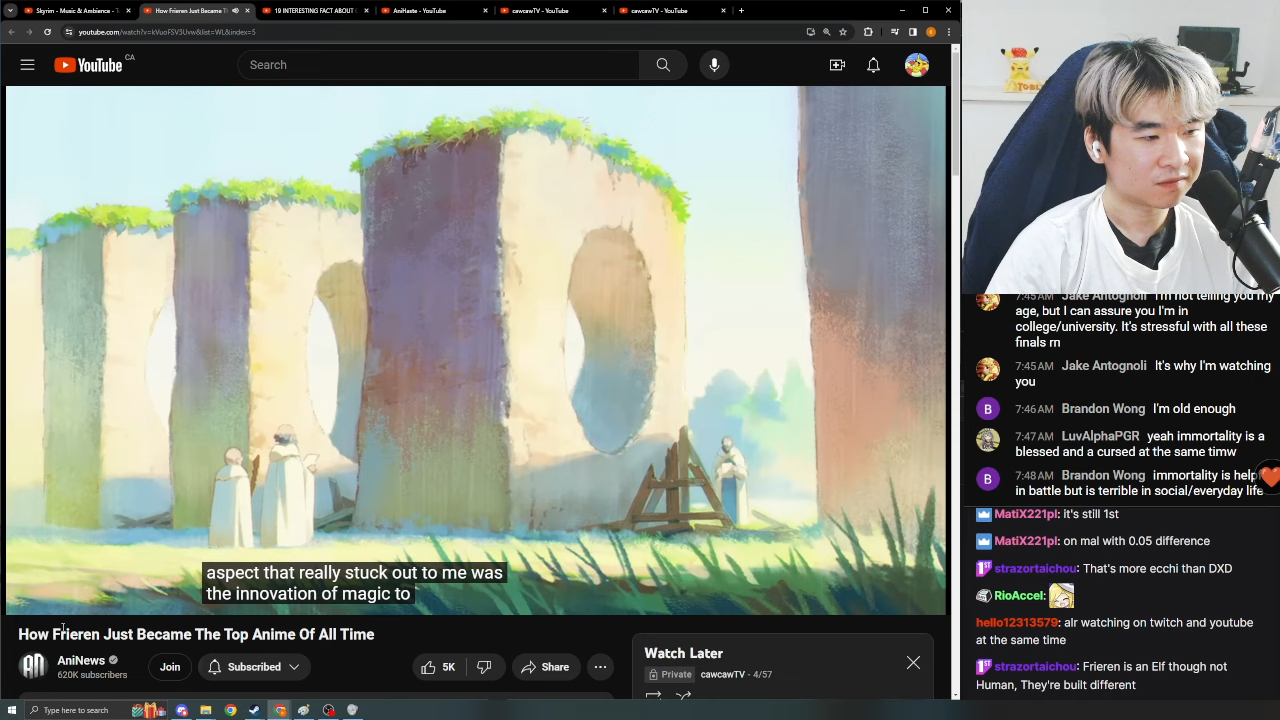 Skyrim - Music & Ambience - 
How Frieren Just Became T
19 INTERESTING FACT ABOUT
AniHaste - YouTube
cawcawTV - YouTube
cawcawTV - YouTube
youtube.com/watch?v=kVuoFSV3Uvw&list=WL&index=5
YouTube CA
Search
aspect that really stuck out to me was
the innovation of magic to
How Frieren Just Became The Top Anime Of All Time
AniNews
620K subscribers
Join
Subscribed
5K
Share
Watch Later
Private
cawcawTV - 4/57
Type here to search
7:45 AM Jake Antognoli I'm not telling you my
age, but I can assure you I'm in
college/university. It's stressful with all these
finals rn
7:45 AM Jake Antognoli It's why I'm watching
you
7:46 AM Brandon Wong I'm old enough
7:47 AM LuvAlphaPGR yeah immortality is a
blessed and a cursed at the same timw
7:48 AM Brandon Wong immortality is help
in battle but is terrible in social/everyday life
MatiX221pl: it's still 1st
MatiX221pl: on mal with 0.05 difference
strazortaichou: That's more ecchi than DXD
RioAccel:
hello12313579: alr watching on twitch and youtube
at the same time
strazortaichou: Frieren is an Elf though not
Human, They're built different